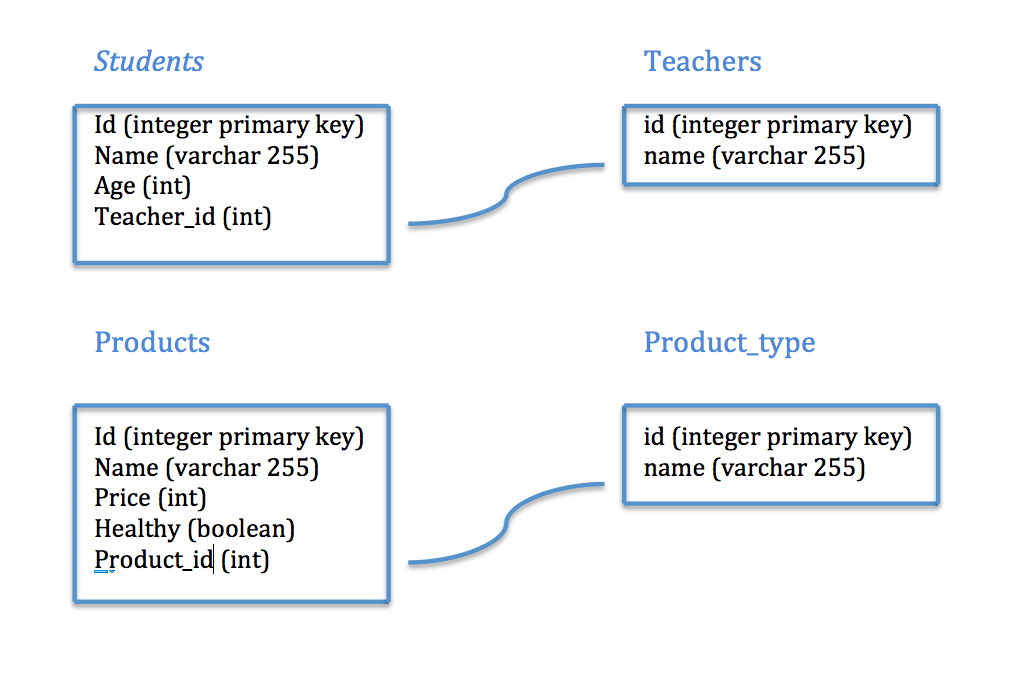 Students
Id (integer primary key)
Name (varchar 255)
Age (int)
Teacher_id (int)
Teachers
id (integer primary key)
name (varchar 255)
Products
Id (integer primary key)
Name (varchar 255)
Price (int)
Healthy (boolean)
Product_id (int)
Product_type
id (integer primary key)
name (varchar 255)